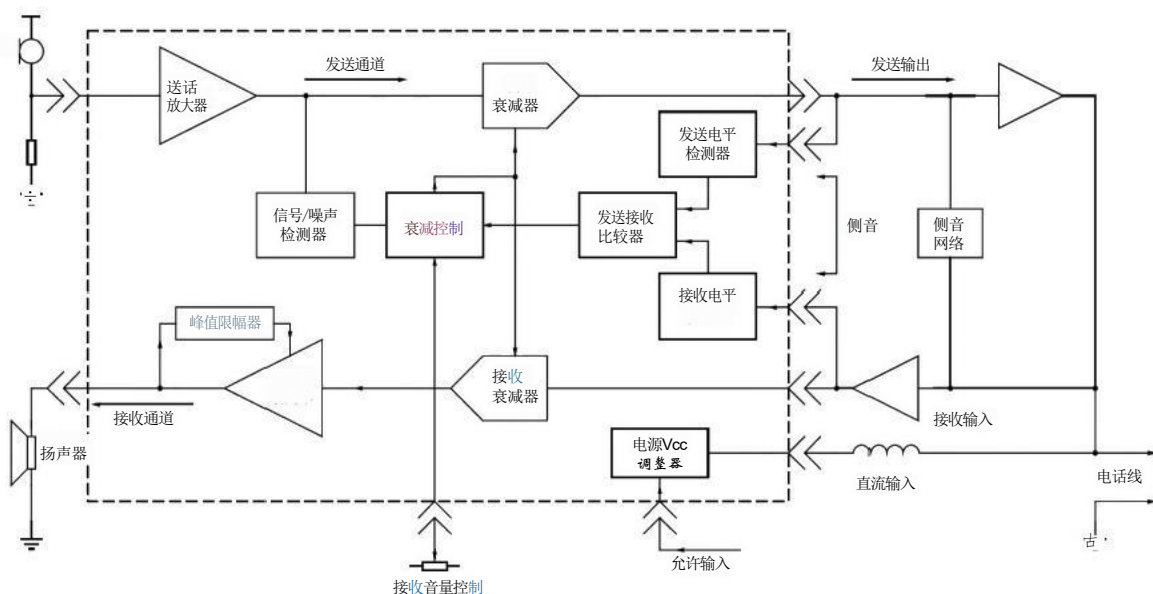 发送通道
发送输出
送话
放大器
衰减器
发送电平
检测器
信号/噪声
检测器
衰减控制
发送接收
比较器
侧音
侧音
网络
接收电平
峰值限幅器
接收
衰减器
接收通道
接收输入
扬声器
电源Vcc
调整器
直流输入
电话线
允许输入
接收音量控制